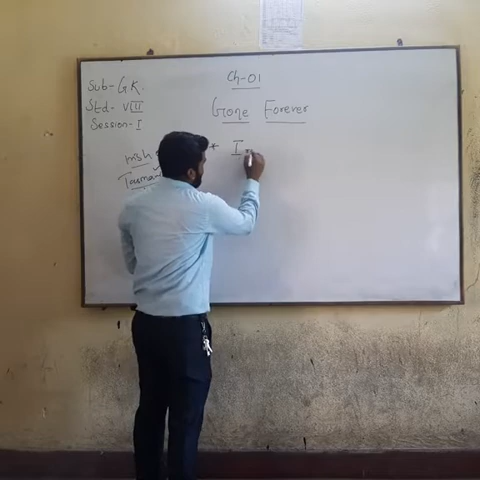 Sub- G.K.
Ch-01
Std- VIII
Gone Forever
Session-I
* I